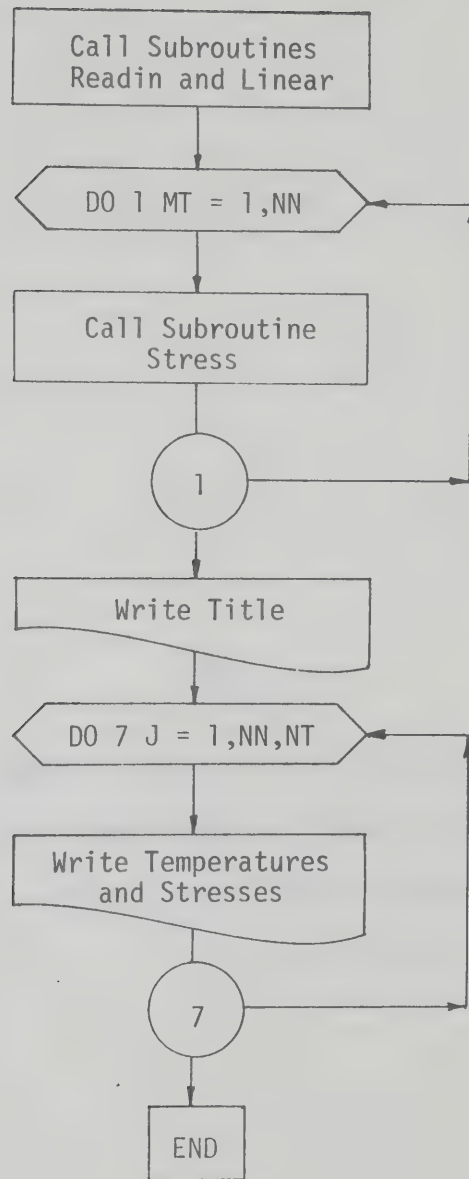 Call Subroutines
Readin and Linear
DO 1 MT = 1,NN
Call Subroutine
Stress
1
Write Title
DO 7 J = 1,NN,NT
Write Temperatures
and Stresses
7
END